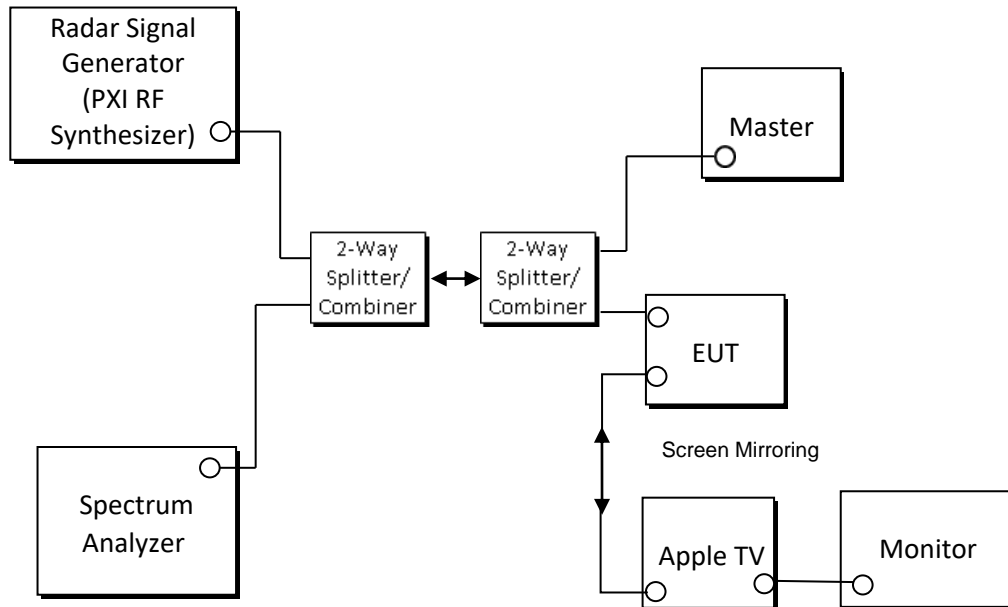 Radar Signal
Generator
(PXI RF
Synthesizer)
Master
2-Way
Splitter/
Combiner
2-Way
Splitter/
Combiner
EUT
Screen Mirroring
Spectrum
Analyzer
Apple TV
Monitor